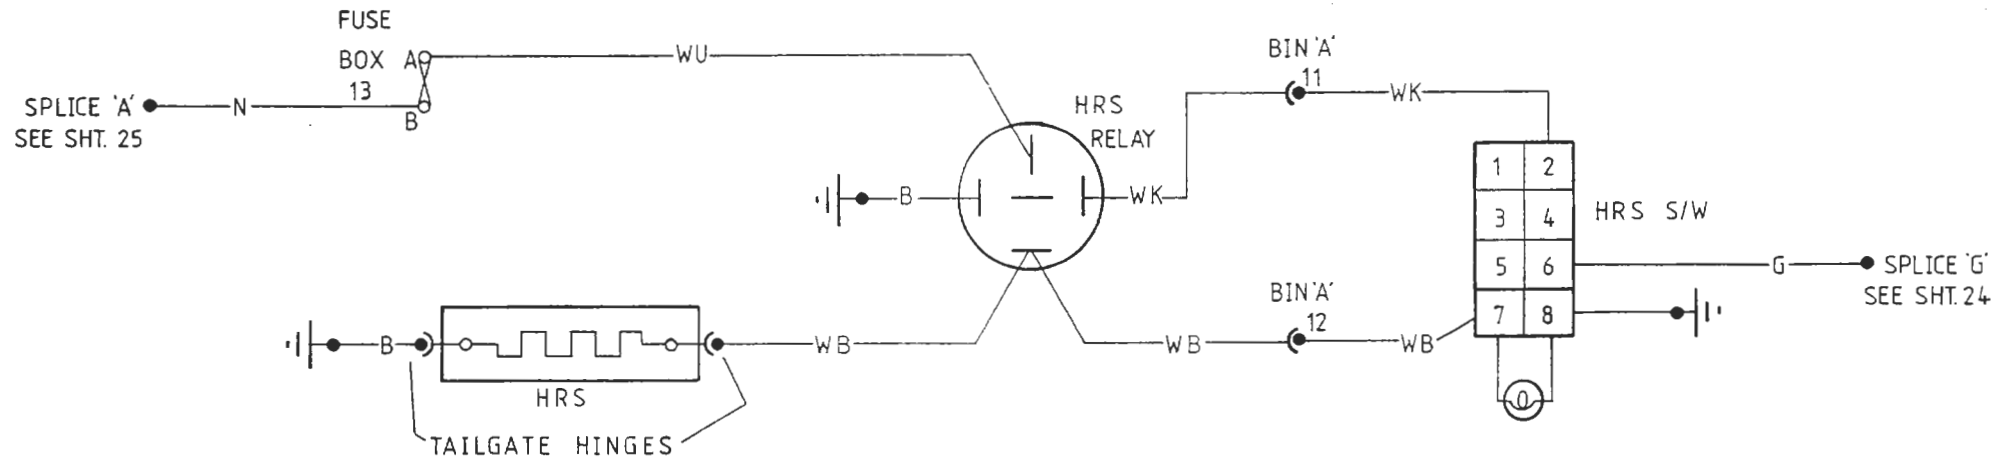 FUSE
BOX
13
A
B
SPLICE 'A'
SEE SHT. 25
N
WU
HRS
RELAY
B
WK
BIN 'A'
11
WK
1 2
3 4
5 6
7 8
HRS S/W
G
SPLICE 'G'
SEE SHT. 24
BIN 'A'
12
WB
WB
WB
B
HRS
TAILGATE HINGES